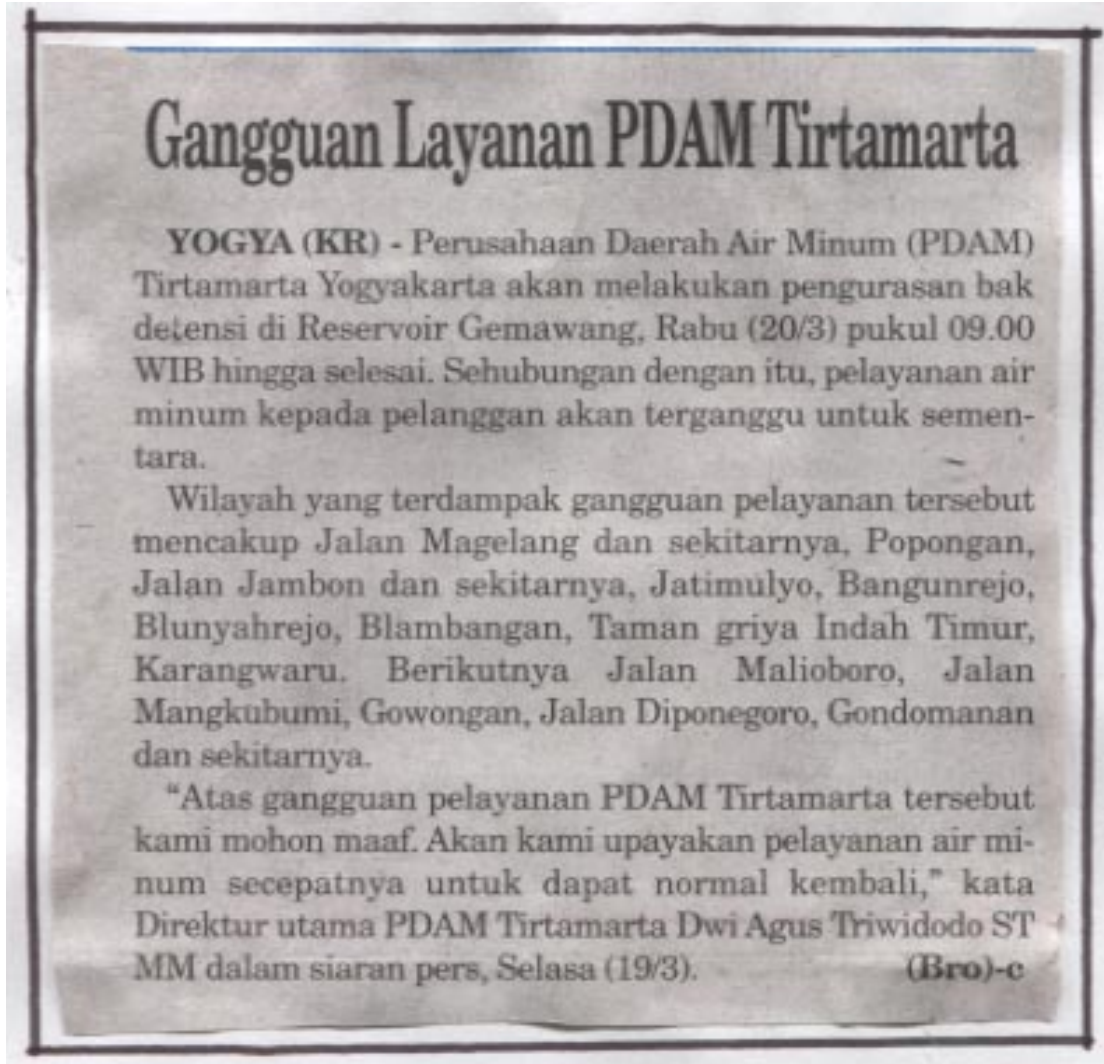 Gangguan Layanan PDAM Tirtamarta
YOGYA (KR) - Perusahaan Daerah Air Minum (PDAM)
Tirtamarta Yogyakarta akan melakukan pengurasan bak
detensi di Reservoir Gemawang, Rabu (20/3) pukul 09.00
WIB hingga selesai. Sehubungan dengan itu, pelayanan air
minum kepada pelanggan akan terganggu untuk semen-
tara.
Wilayah yang terdampak gangguan pelayanan tersebut
mencakup Jalan Magelang dan sekitarnya, Popongan,
Jalan Jambon dan sekitarnya, Jatimulyo, Bangunrejo,
Blunyahrejo, Blambangan, Taman griya Indah Timur,
Karangwaru. Berikutnya Jalan Malioboro, Jalan
Mangkubumi, Gowongan, Jalan Diponegoro, Gondomanan
dan sekitarnya.
“Atas gangguan pelayanan PDAM Tirtamarta tersebut
kami mohon maaf. Akan kami upayakan pelayanan air mi-
num secepatnya untuk dapat normal kembali,” kata
Direktur utama PDAM Tirtamarta Dwi Agus Triwidodo ST
MM dalam siaran pers, Selasa (19/3). (Bro)-c